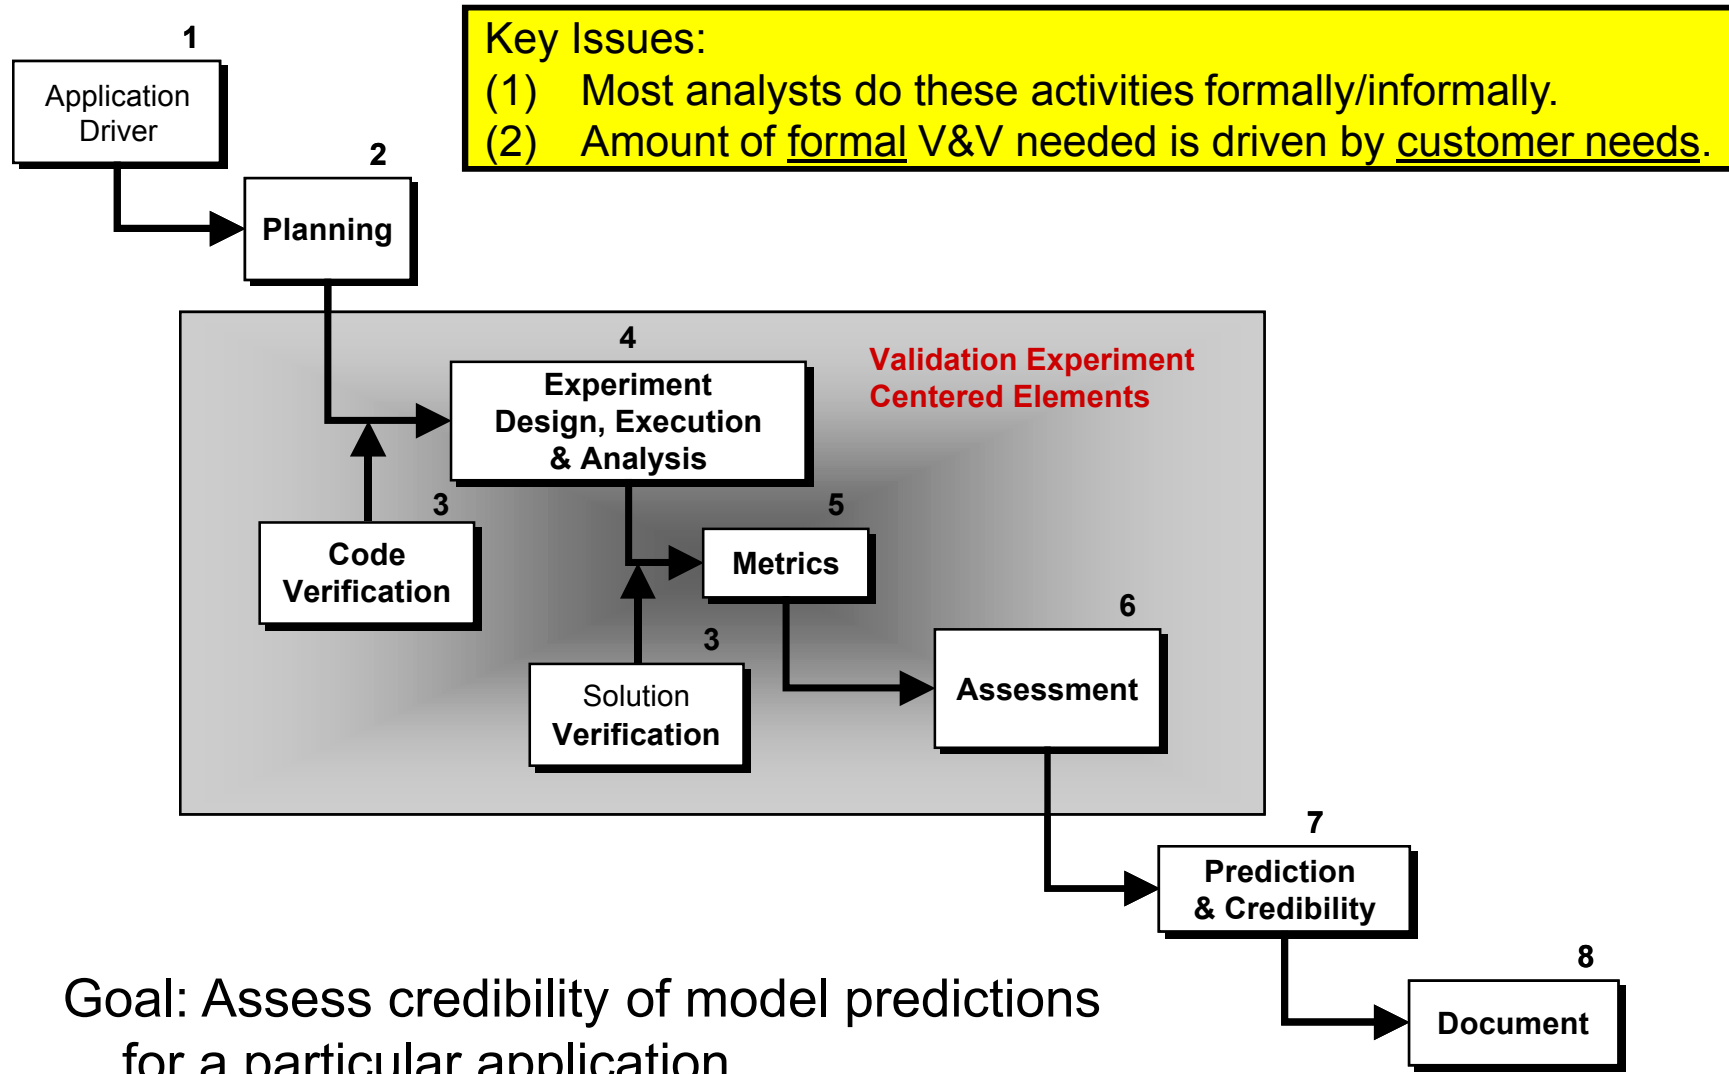 1
Application
Driver
Key Issues:
(1) Most analysts do these activities formally/informally.
(2) Amount of formal V&V needed is driven by customer needs.
2
Planning
4
Experiment
Design, Execution
& Analysis
Validation Experiment
Centered Elements
3
Code
Verification
5
Metrics
3
Solution
Verification
6
Assessment
7
Prediction
& Credibility
8
Document
Goal: Assess credibility of model predictions
for a particular application